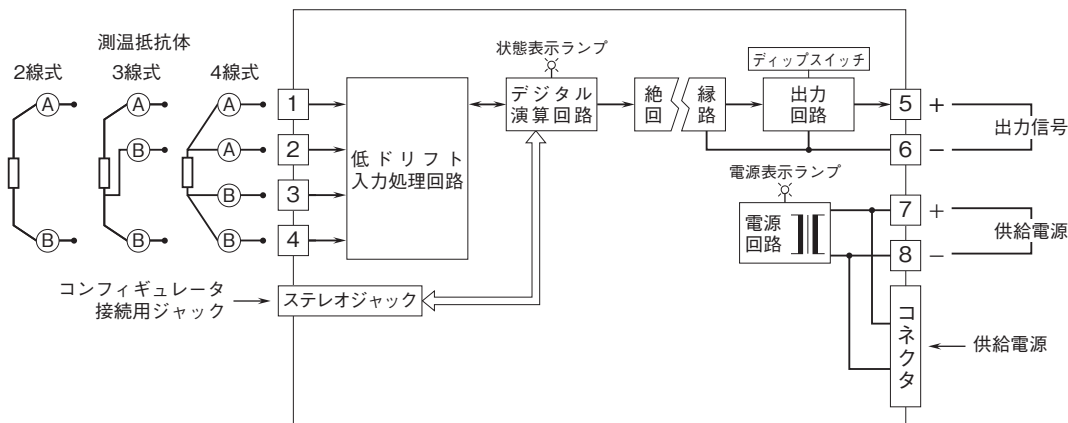 測温抵抗体
2線式
3線式
4線式
A
B
A
B
B
A
A
B
B
1
2
3
4
低ドリフト
入力処理回路
状態表示ランプ
デジタル
演算回路
絶縁
回路
ディップスイッチ
出力
回路
5
+
6
−
出力信号
電源表示ランプ
電源
回路
7
+
8
−
供給電源
コンフィギュレータ
接続用ジャック
ステレオジャック
コネクタ
供給電源